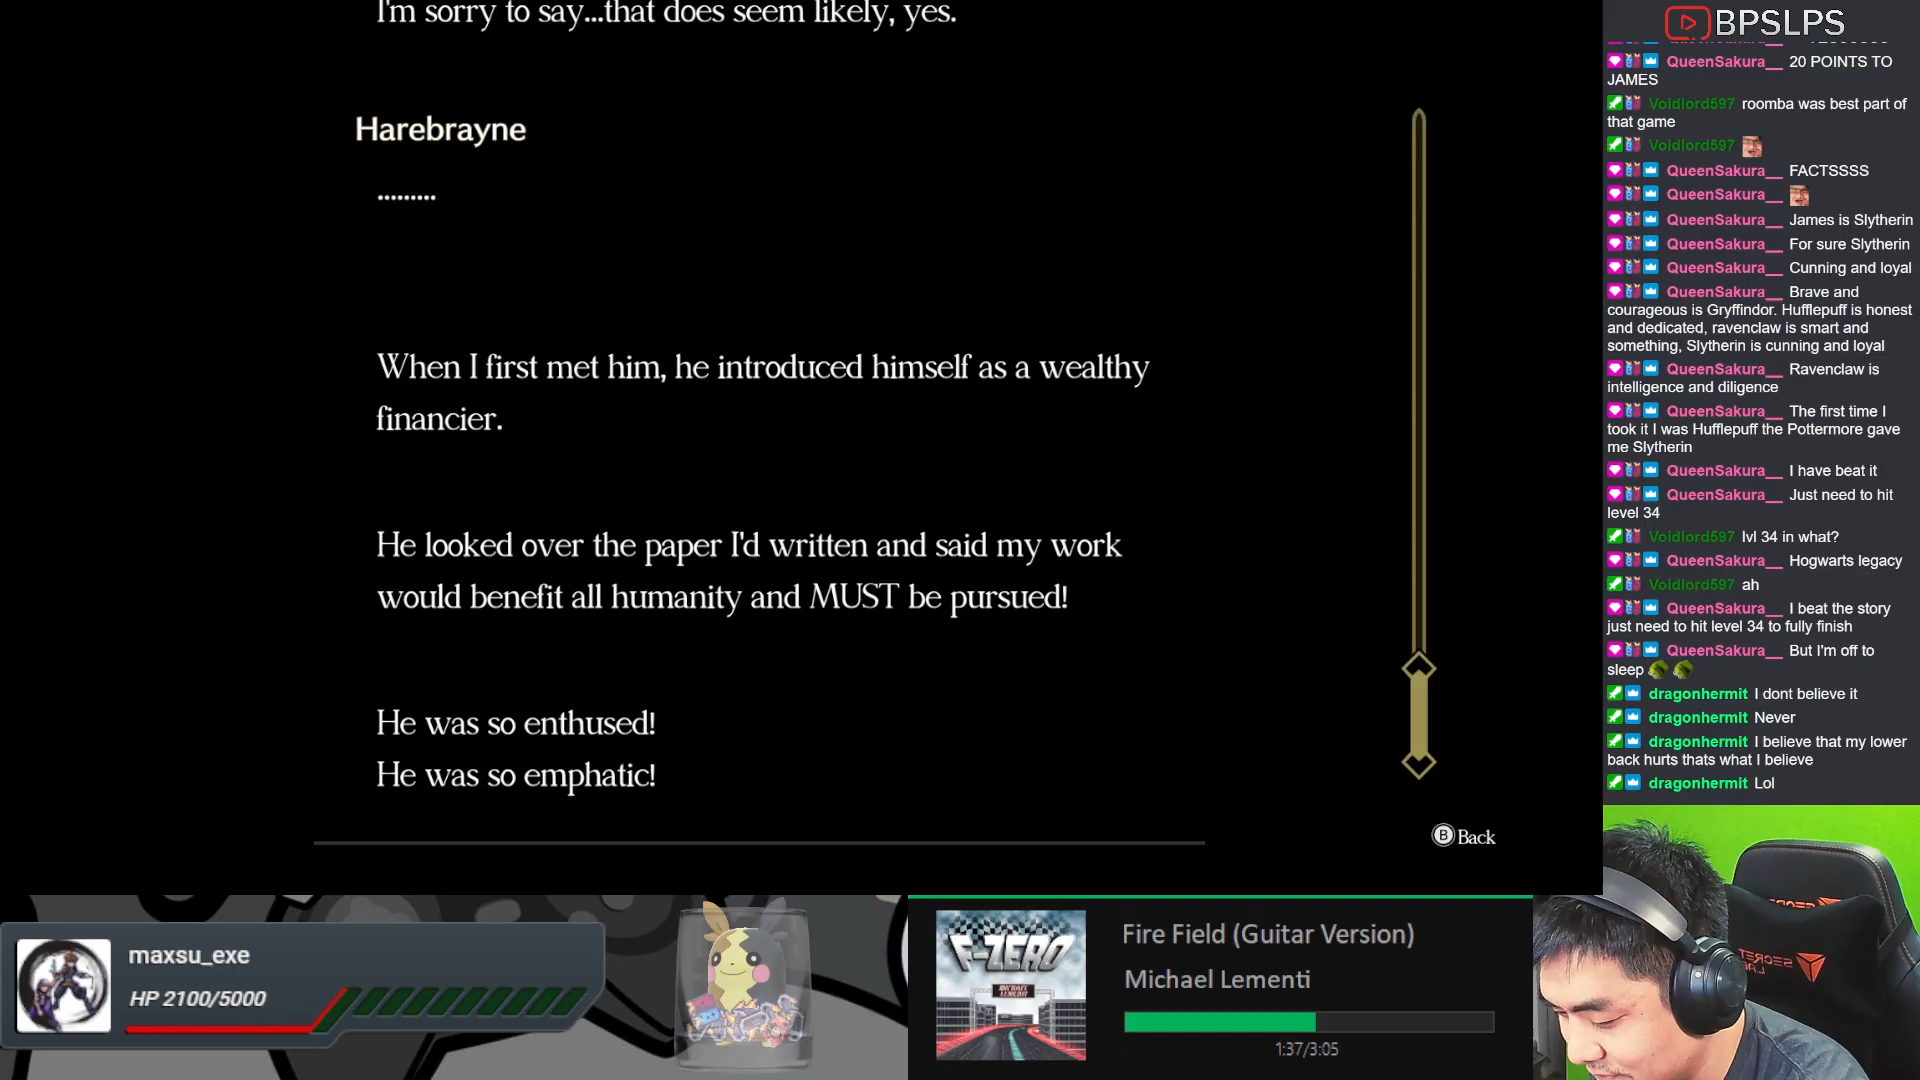 I'm sorry to say...that does seem likely, yes.
Harebrayne
.........
When I first met him, he introduced himself as a wealthy
financier.
He looked over the paper I'd written and said my work
would benefit all humanity and MUST be pursued!
He was so enthused!
He was so emphatic!
B Back
BPSLPS
QueenSakura__ 20 POINTS TO
JAMES
Voidlord597 roomba was best part of
that game
Voidlord597
QueenSakura__ FACTSSSS
QueenSakura__
QueenSakura__ James is Slytherin
QueenSakura__ For sure Slytherin
QueenSakura__ Cunning and loyal
QueenSakura__ Brave and
courageous is Gryffindor. Hufflepuff is honest
and dedicated, ravenclaw is smart and
something, Slytherin is cunning and loyal
QueenSakura__ Ravenclaw is
intelligence and diligence
QueenSakura__ The first time I
took it I was Hufflepuff the Pottermore gave
me Slytherin
QueenSakura__ I have beat it
QueenSakura__ Just need to hit
level 34
Voidlord597 lvl 34 in what?
QueenSakura__ Hogwarts legacy
Voidlord597 ah
QueenSakura__ I beat the story
just need to hit level 34 to fully finish
QueenSakura__ But I'm off to
sleep
dragonhermit I dont believe it
dragonhermit Never
dragonhermit I believe that my lower
back hurts thats what I believe
dragonhermit Lol
maxsu_exe
HP 2100/5000
F-ZERO
MICHAEL LEMENTI
Fire Field (Guitar Version)
Michael Lementi
1:37/3:05